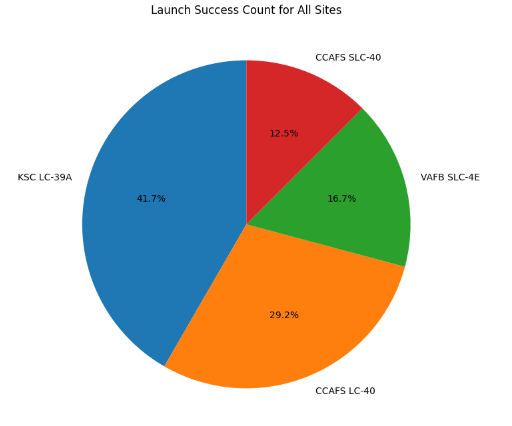 Launch Success Count for All Sites
CCAFS SLC-40
12.5%
KSC LC-39A
41.7%
16.7%
VAFB SLC-4E
29.2%
CCAFS LC-40